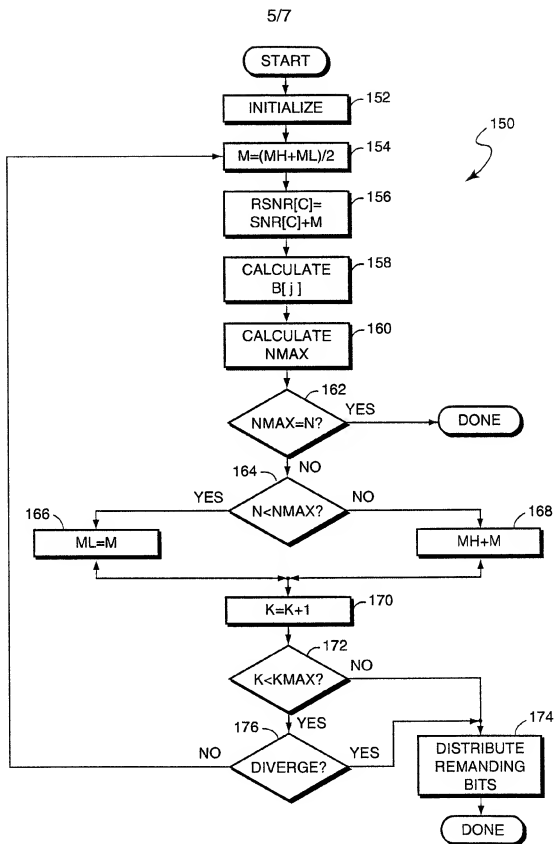 5/7
START
INITIALIZE
152
150
M=(MH+ML)/2
154
RSNR[C]=
SNR[C]+M
156
CALCULATE
B[ j ]
158
CALCULATE
NMAX
160
162
NMAX=N?
YES
DONE
NO
164
N<NMAX?
YES
NO
166
ML=M
168
MH+M
K=K+1
170
172
K<KMAX?
NO
YES
176
DIVERGE?
NO
YES
174
DISTRIBUTE
REMANDING
BITS
DONE